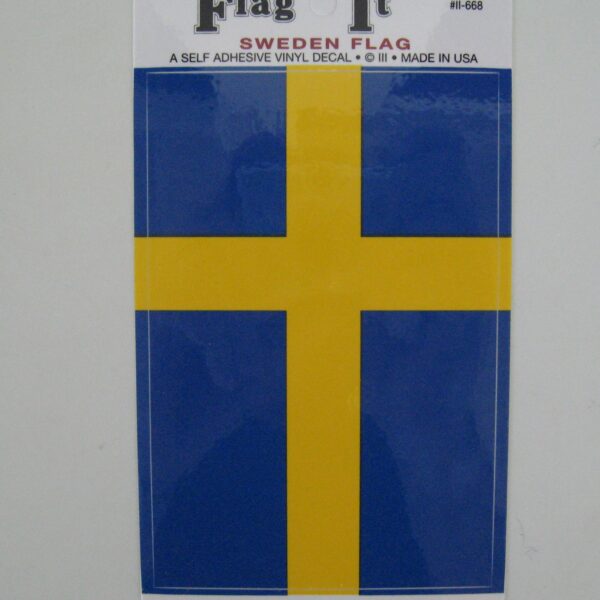 Flag It
#II-668
SWEDEN FLAG
A SELF ADHESIVE VINYL DECAL • © III • MADE IN USA